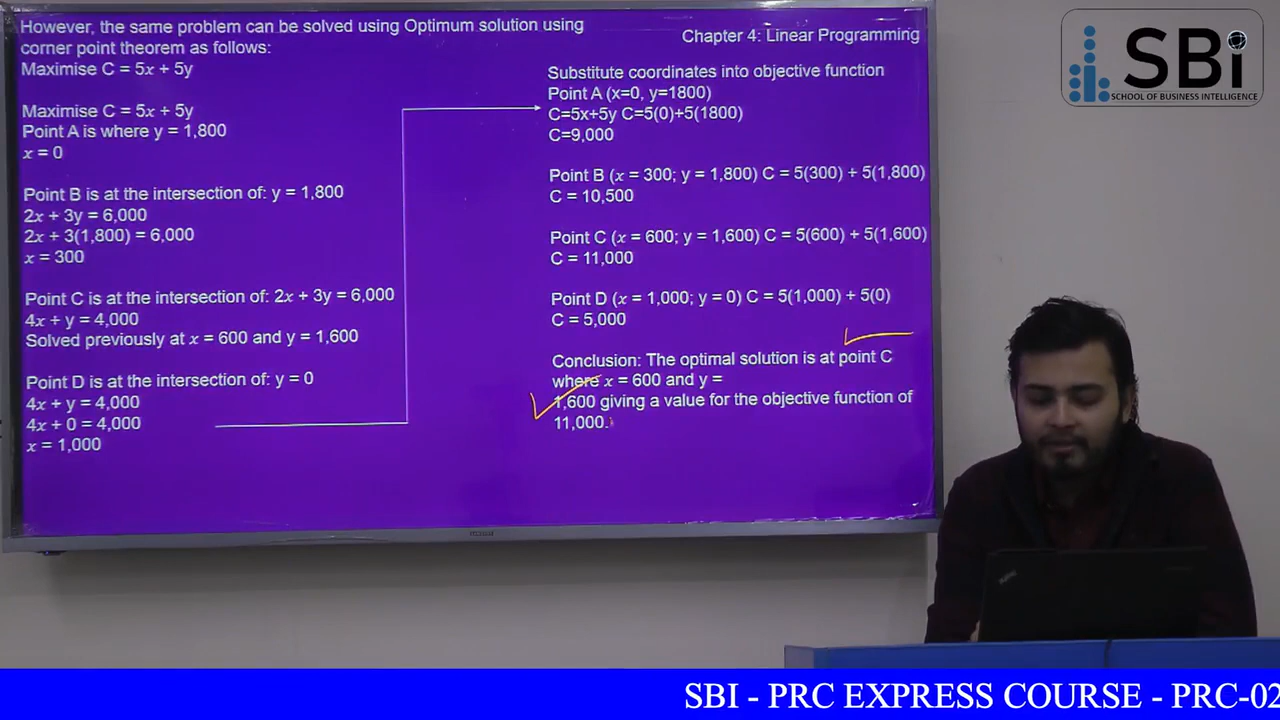 However, the same problem can be solved using Optimum solution using
corner point theorem as follows:
Maximise C = 5x + 5y
Maximise C = 5x + 5y
Point A is where y = 1,800
x = 0
Point B is at the intersection of: y = 1,800
2x + 3y = 6,000
2x + 3(1,800) = 6,000
x = 300
Point C is at the intersection of: 2x + 3y = 6,000
4x + y = 4,000
Solved previously at x = 600 and y = 1,600
Point D is at the intersection of: y = 0
4x + y = 4,000
4x + 0 = 4,000
x = 1,000
Chapter 4: Linear Programming
Substitute coordinates into objective function
Point A (x=0, y=1800)
C=5x+5y C=5(0)+5(1800)
C=9,000
Point B (x = 300; y = 1,800) C = 5(300) + 5(1,800)
C = 10,500
Point C (x = 600; y = 1,600) C = 5(600) + 5(1,600)
C = 11,000
Point D (x = 1,000; y = 0) C = 5(1,000) + 5(0)
C = 5,000
Conclusion: The optimal solution is at point C
where x = 600 and y =
1,600 giving a value for the objective function of
11,000.
SBi
SCHOOL OF BUSINESS INTELLIGENCE
SBI - PRC EXPRESS COURSE - PRC-02